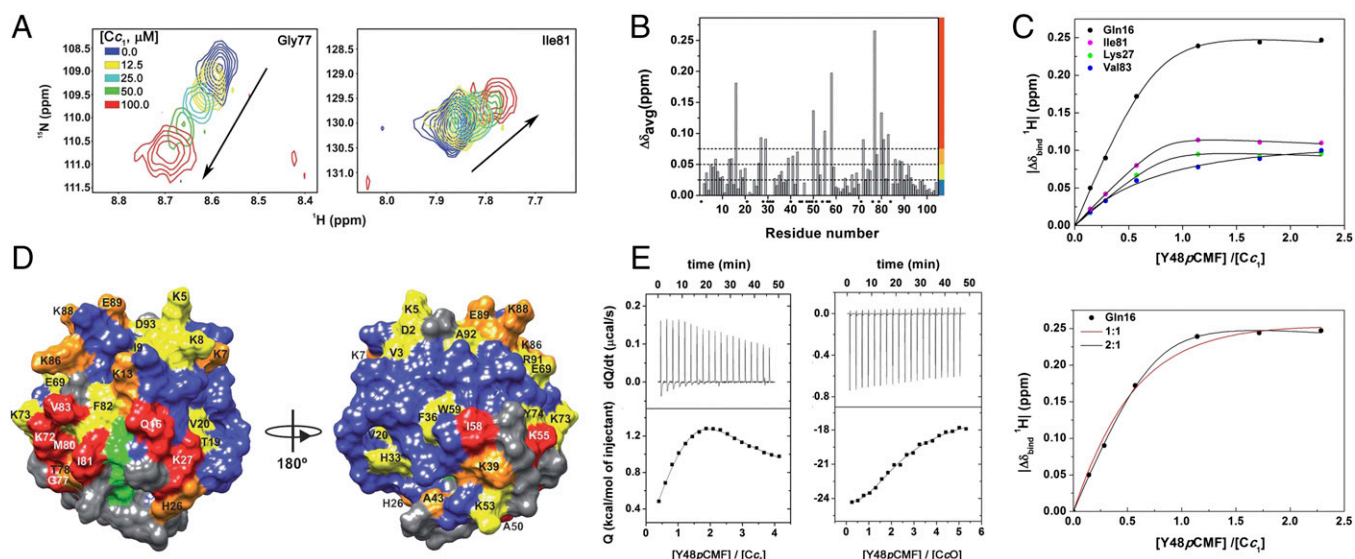 A
[Cc1, μM]
0.0
12.5
25.0
50.0
100.0
Gly77
Ile81
15N (ppm)
108.5
109.0
109.5
110.0
110.5
111.0
111.5
128.5
129.0
129.5
130.0
130.5
131.0
8.8 8.7 8.6 8.5 8.4
8.0 7.9 7.8 7.7
1H (ppm)
B
Δδavg(ppm)
0.25
0.20
0.15
0.10
0.05
0.00
0 20 40 60 80 100
Residue number
C
Gln16
Ile81
Lys27
Val83
|Δδbind 1H| (ppm)
0.25
0.20
0.15
0.10
0.05
0.00
0.0 0.5 1.0 1.5 2.0 2.5
[Y48pCMF] /[Cc1]
Gln16
1:1
2:1
|Δδbind 1H| (ppm)
0.25
0.20
0.15
0.10
0.05
0.00
0.0 0.5 1.0 1.5 2.0 2.5
[Y48pCMF] /[Cc1]
D
E89
K88
K5
D93
K8
I9
K7
K86
K13
E69
F82
K73
V83
Q16
V20
T19
K72
M80
I81
K27
T78
G77
H26
180º
K5
D2
E89
K88
A92
V3
K7
K86
R91
E69
W59
Y74
K73
F36
V20
I58
K55
H33
K39
H26
A43
K53
A50
E
time (min)
0 10 20 30 40 50
dQ/dt (μcal/s)
0.2
0.1
0.0
Q (kcal/mol of injectant)
1.2
0.8
0.4
0 1 2 3 4
[Y48pCMF] / [Cc1]
time (min)
0 10 20 30 40 50
0.0
-0.4
-0.6
-0.8
-18
-21
-24
0 1 2 3 4 5 6
[Y48pCMF] / [CcO]